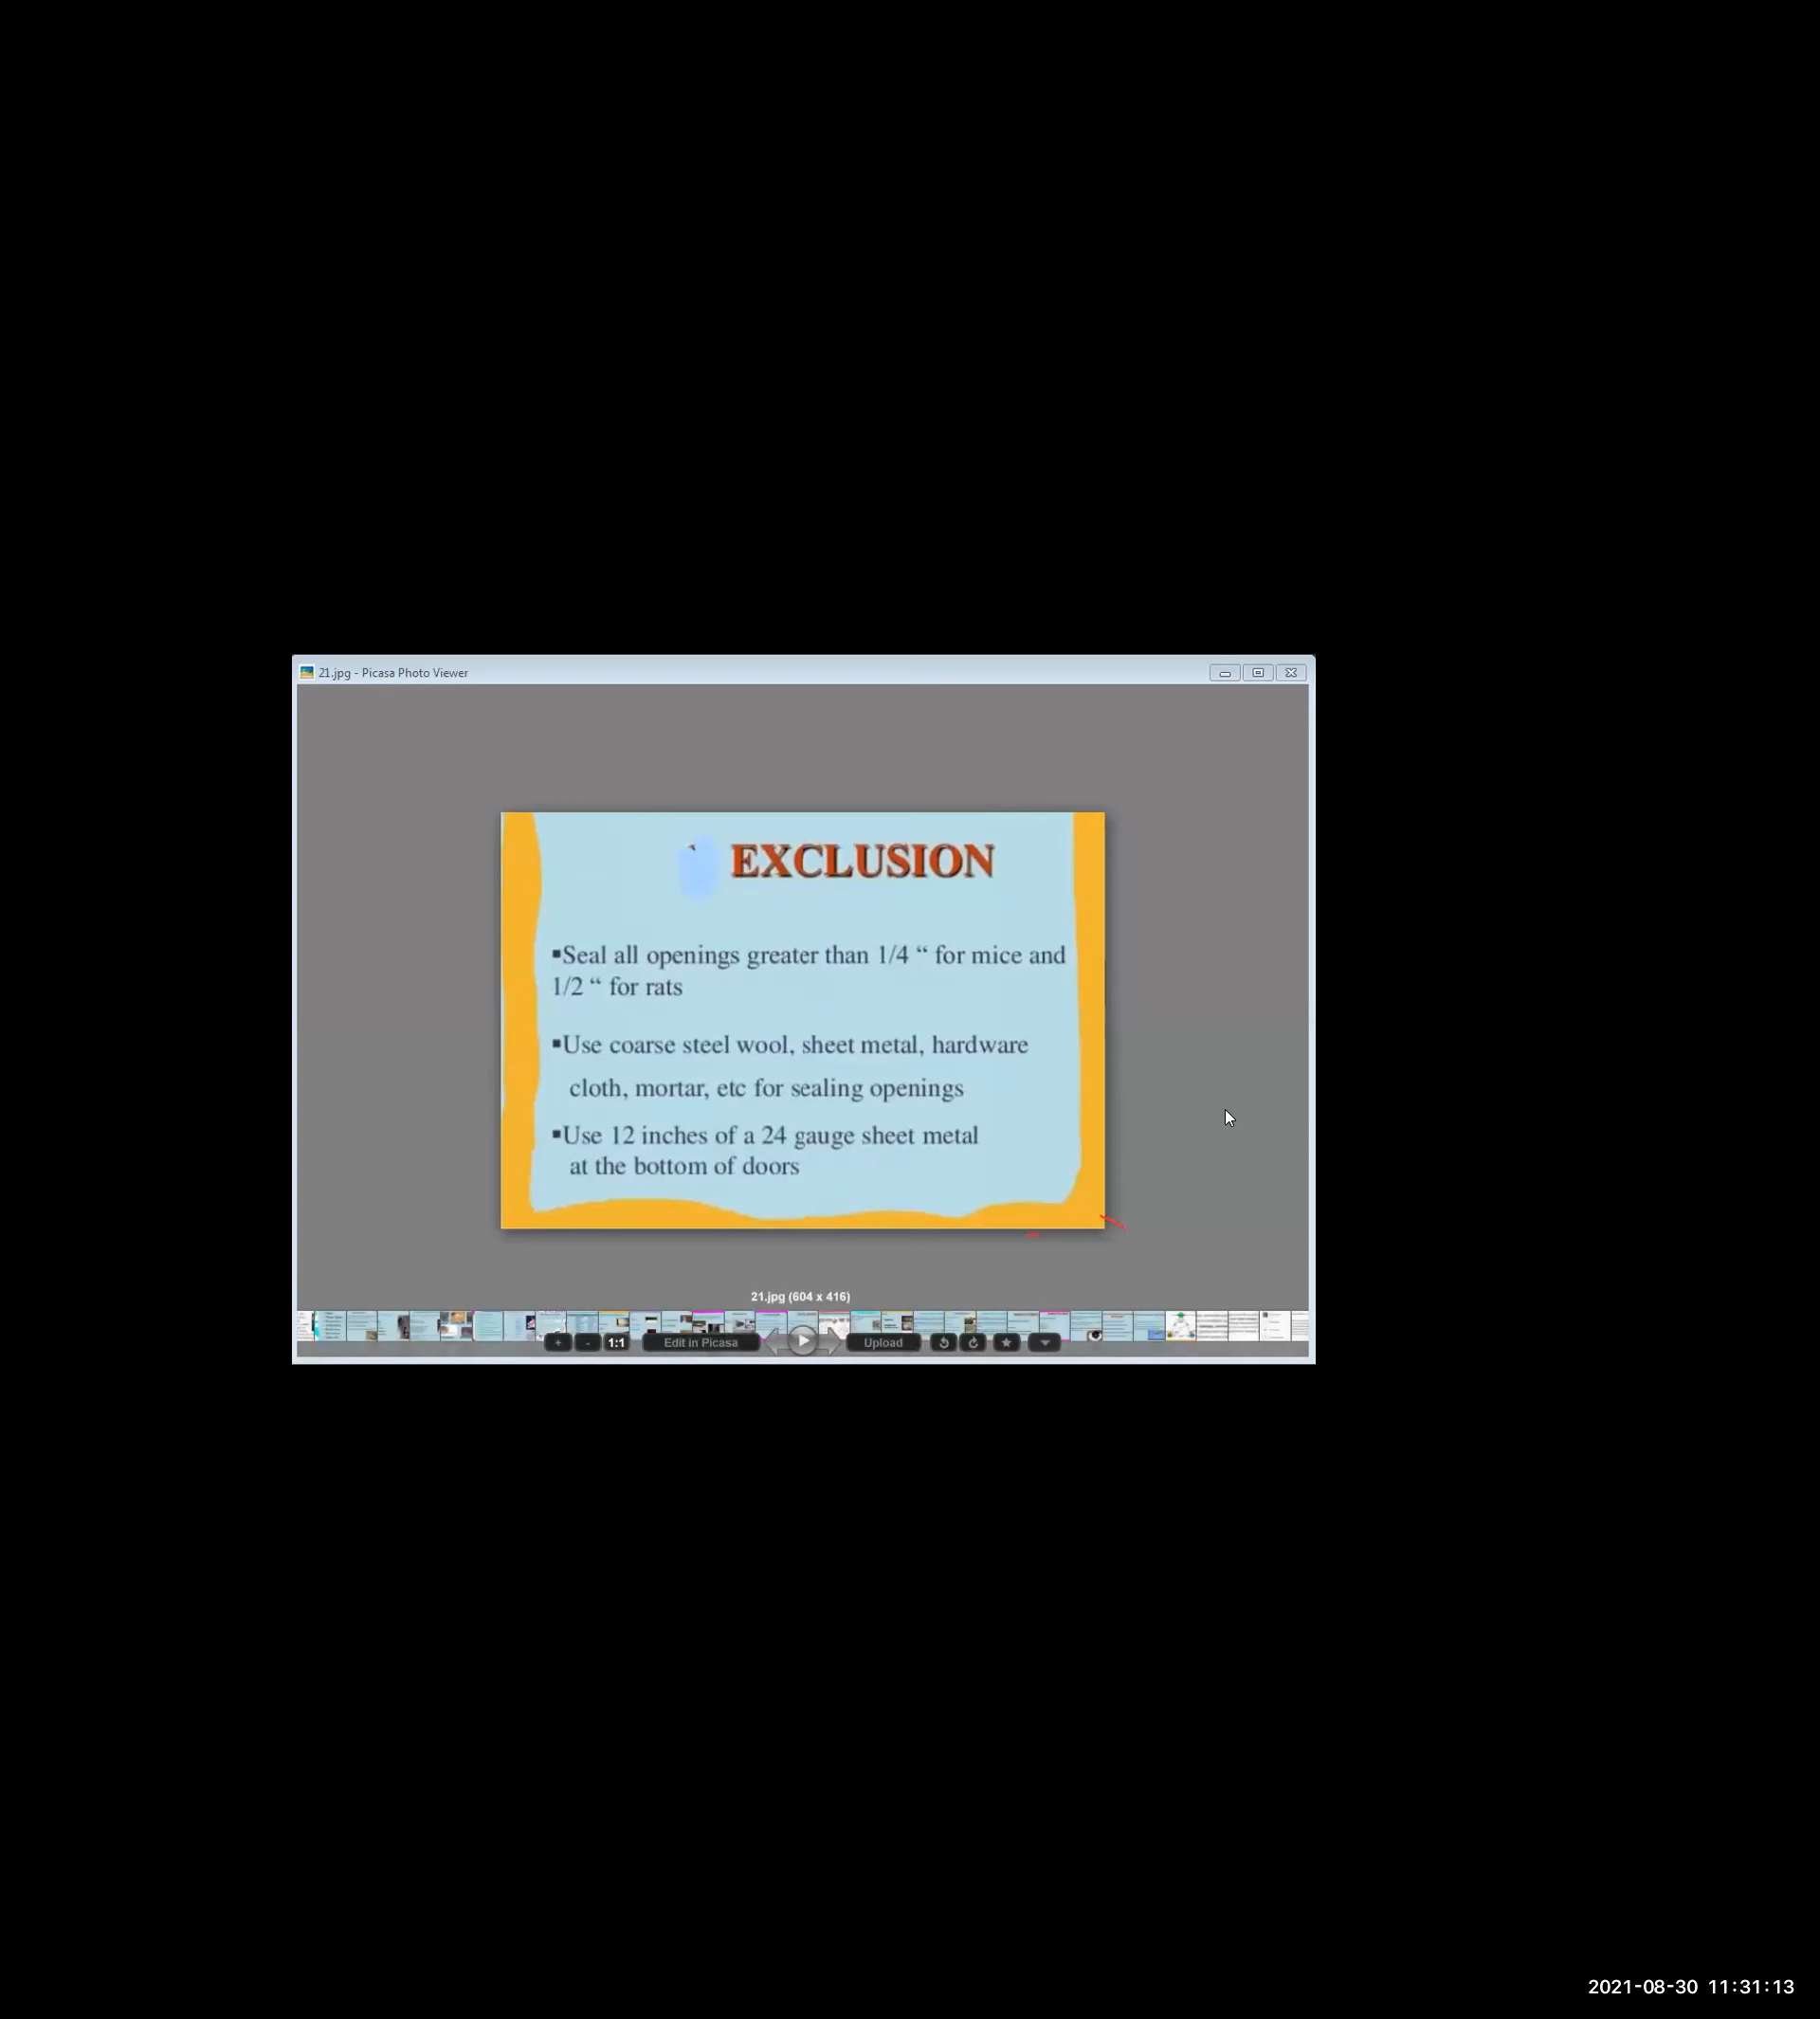 21.jpg - Picasa Photo Viewer
EXCLUSION
▪Seal all openings greater than 1/4 “ for mice and
1/2 “ for rats
▪Use coarse steel wool, sheet metal, hardware
cloth, mortar, etc for sealing openings
▪Use 12 inches of a 24 gauge sheet metal
at the bottom of doors
21.jpg (604 x 416)
+ - 1:1 Edit in Picasa Upload
2021-08-30 11:31:13